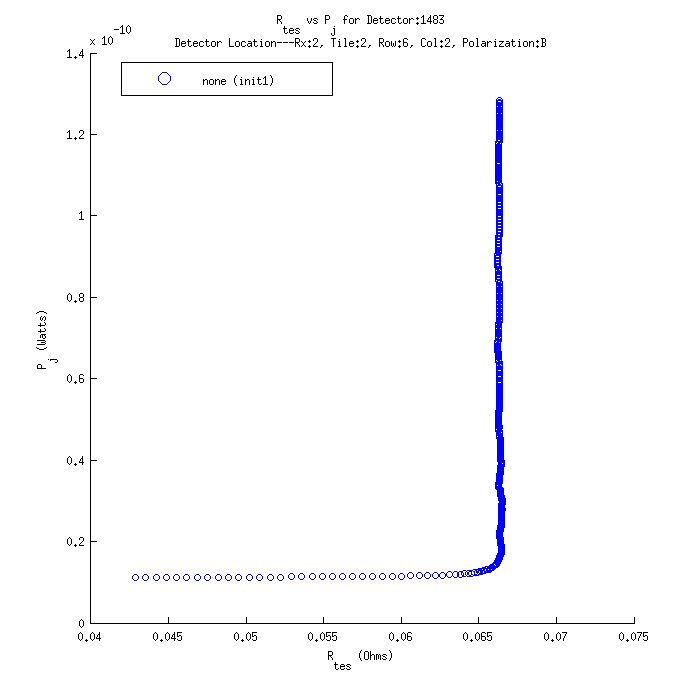 R_tes vs P_j for Detector:1483
Detector Location---Rx:2, Tile:2, Row:6, Col:2, Polarization:B
x 10^-10
none (init1)
1.4
1.2
1
0.8
0.6
0.4
0.2
0
P_j (Watts)
0.04 0.045 0.05 0.055 0.06 0.065 0.07 0.075
R_tes (Ohms)